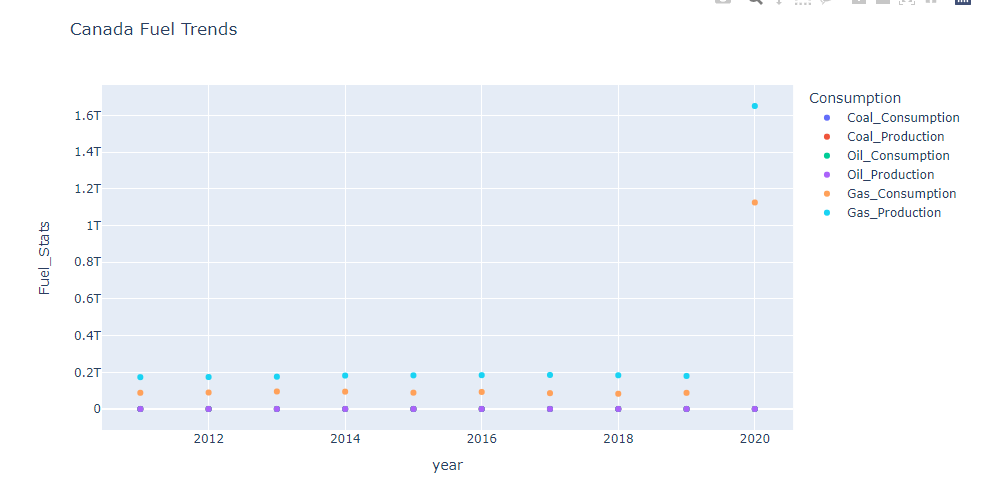 Canada Fuel Trends
Consumption
Coal_Consumption
Coal_Production
Oil_Consumption
Oil_Production
Gas_Consumption
Gas_Production
Fuel_Stats
1.6T
1.4T
1.2T
1T
0.8T
0.6T
0.4T
0.2T
0
2012
2014
2016
2018
2020
year